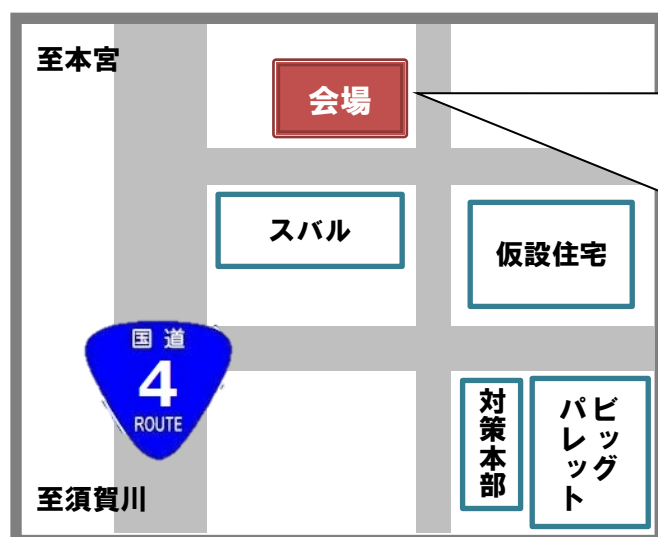 至本宮
会場
スバル
仮設住宅
国道
4
ROUTE
対策本部
ビッグ
パレット
至須賀川